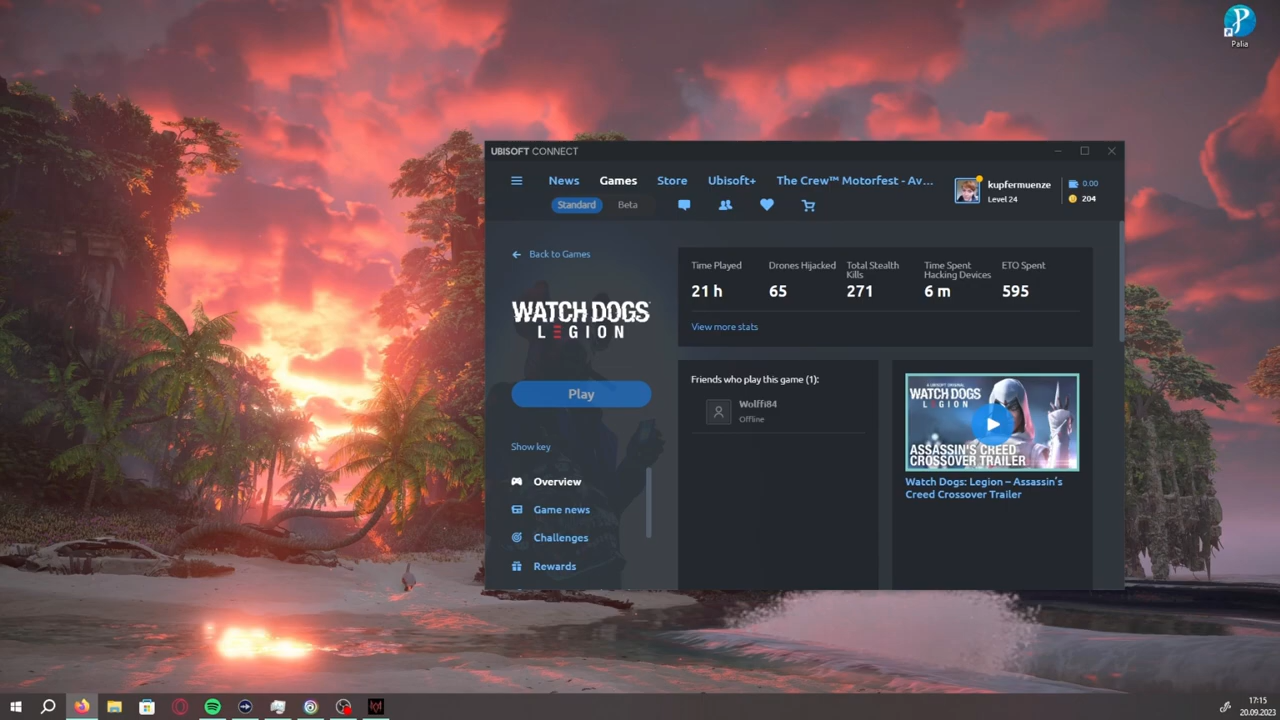 Palia
UBISOFT CONNECT
News Games Store Ubisoft+ The Crew™ Motorfest - Av...
Standard Beta
kupfermuenze
Level 24
0.00
204
Back to Games
WATCH DOGS
LEGION
Play
Show key
Overview
Game news
Challenges
Rewards
Time Played
21 h
Drones Hijacked
65
Total Stealth
Kills
271
Time Spent
Hacking Devices
6 m
ETO Spent
595
View more stats
Friends who play this game (1):
Wolffi84
Offline
A UBISOFT ORIGINAL
WATCH DOGS
LEGION
ASSASSIN'S CREED
CROSSOVER TRAILER
Watch Dogs: Legion – Assassin's
Creed Crossover Trailer
17:15
20.09.2023